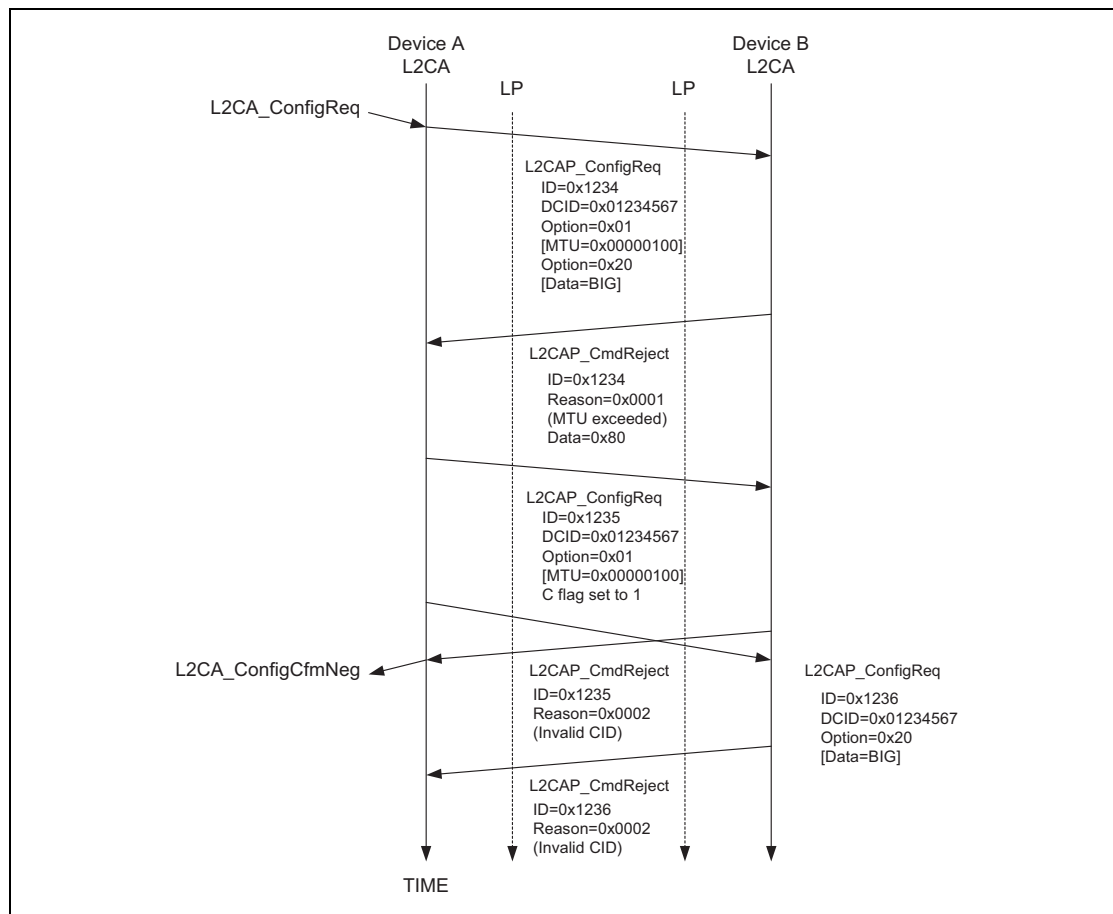 Device A
L2CA
Device B
L2CA
LP
LP
L2CA_ConfigReq
L2CAP_ConfigReq
ID=0x1234
DCID=0x01234567
Option=0x01
[MTU=0x00000100]
Option=0x20
[Data=BIG]
L2CAP_CmdReject
ID=0x1234
Reason=0x0001
(MTU exceeded)
Data=0x80
L2CAP_ConfigReq
ID=0x1235
DCID=0x01234567
Option=0x01
[MTU=0x00000100]
C flag set to 1
L2CA_ConfigCfmNeg
L2CAP_CmdReject
ID=0x1235
Reason=0x0002
(Invalid CID)
L2CAP_ConfigReq
ID=0x1236
DCID=0x01234567
Option=0x20
[Data=BIG]
L2CAP_CmdReject
ID=0x1236
Reason=0x0002
(Invalid CID)
TIME